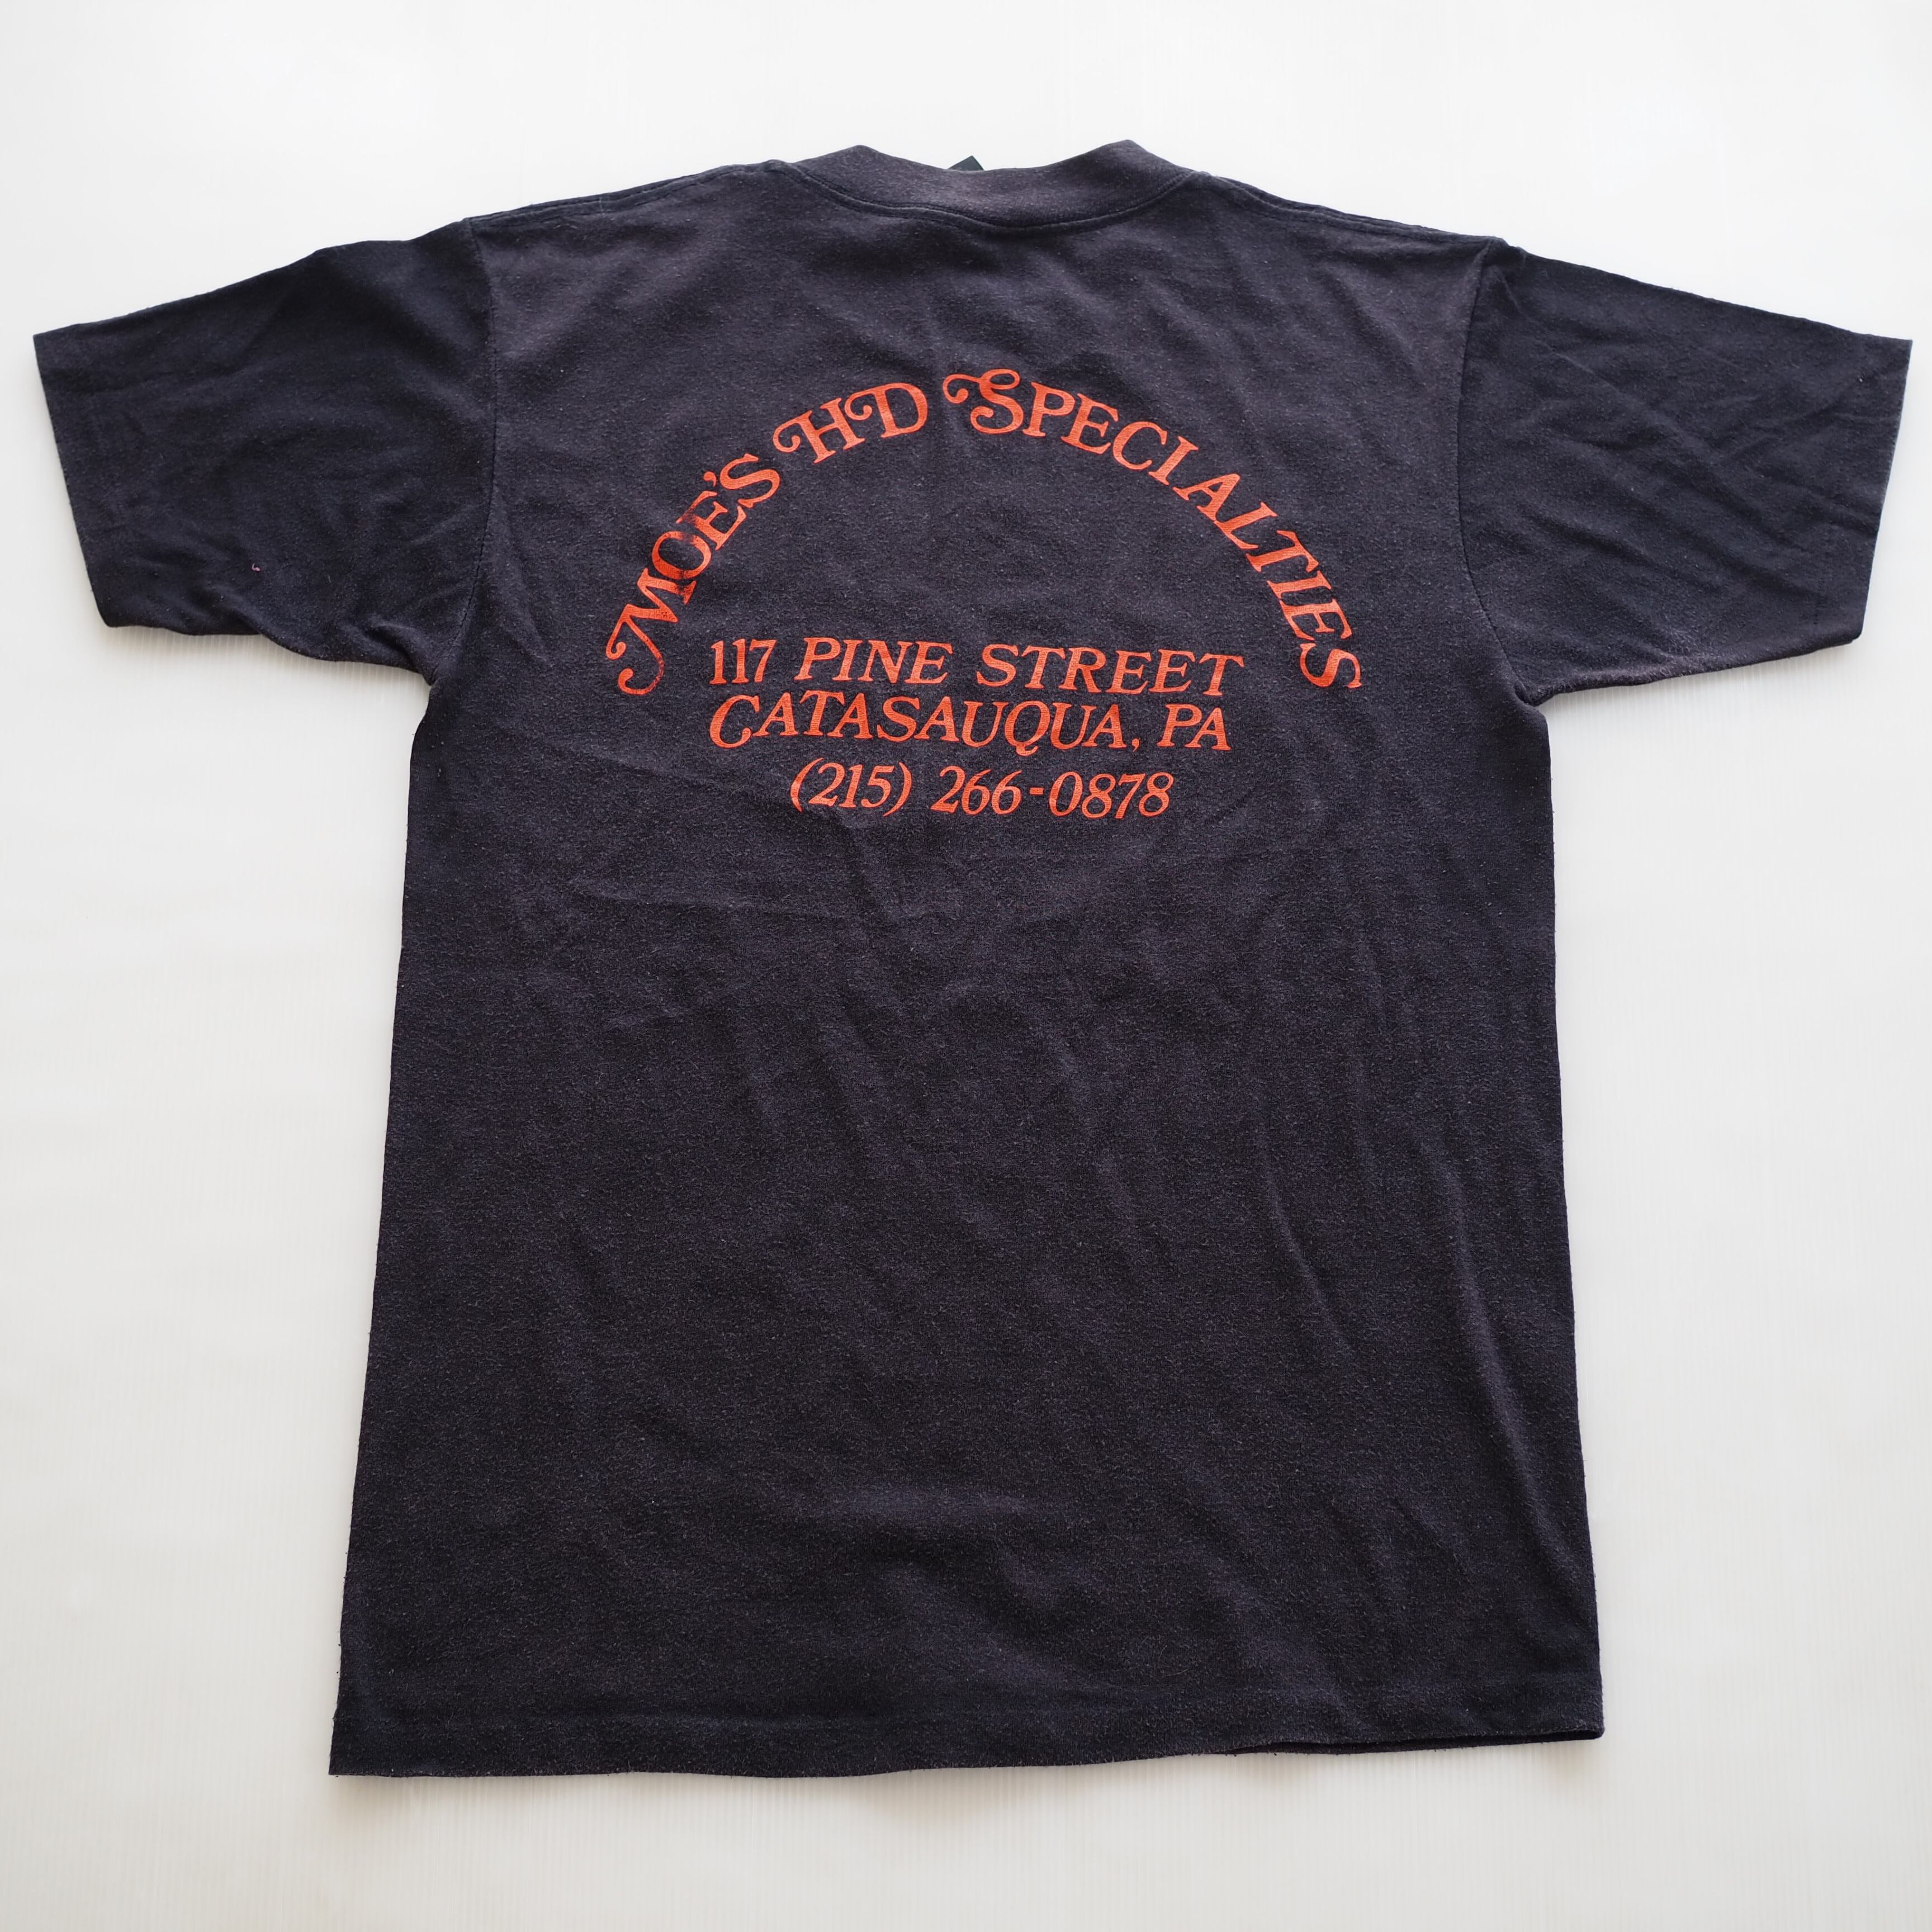 MOE'S HD SPECIALTIES
117 PINE STREET
CATASAUQUA, PA
(215) 266-0878